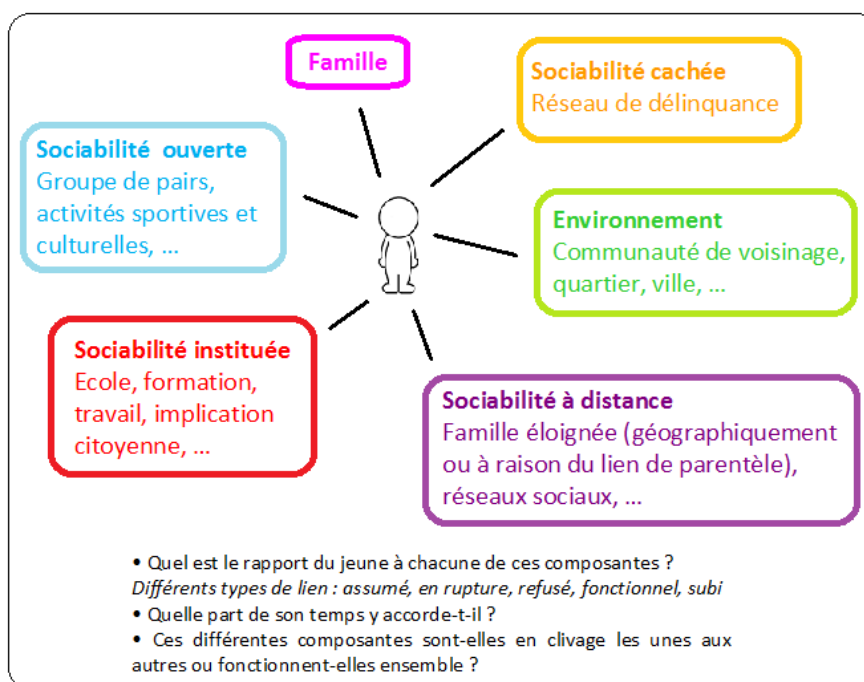 Famille
Sociabilité cachée
Réseau de délinquance
Sociabilité ouverte
Groupe de pairs,
activités sportives et
culturelles, ...
Environnement
Communauté de voisinage,
quartier, ville, ...
Sociabilité instituée
Ecole, formation,
travail, implication
citoyenne, ...
Sociabilité à distance
Famille éloignée (géographiquement
ou à raison du lien de parentèle),
réseaux sociaux, ...
• Quel est le rapport du jeune à chacune de ces composantes ?
Différents types de lien : assumé, en rupture, refusé, fonctionnel, subi
• Quelle part de son temps y accorde-t-il ?
• Ces différentes composantes sont-elles en clivage les unes aux
autres ou fonctionnent-elles ensemble ?